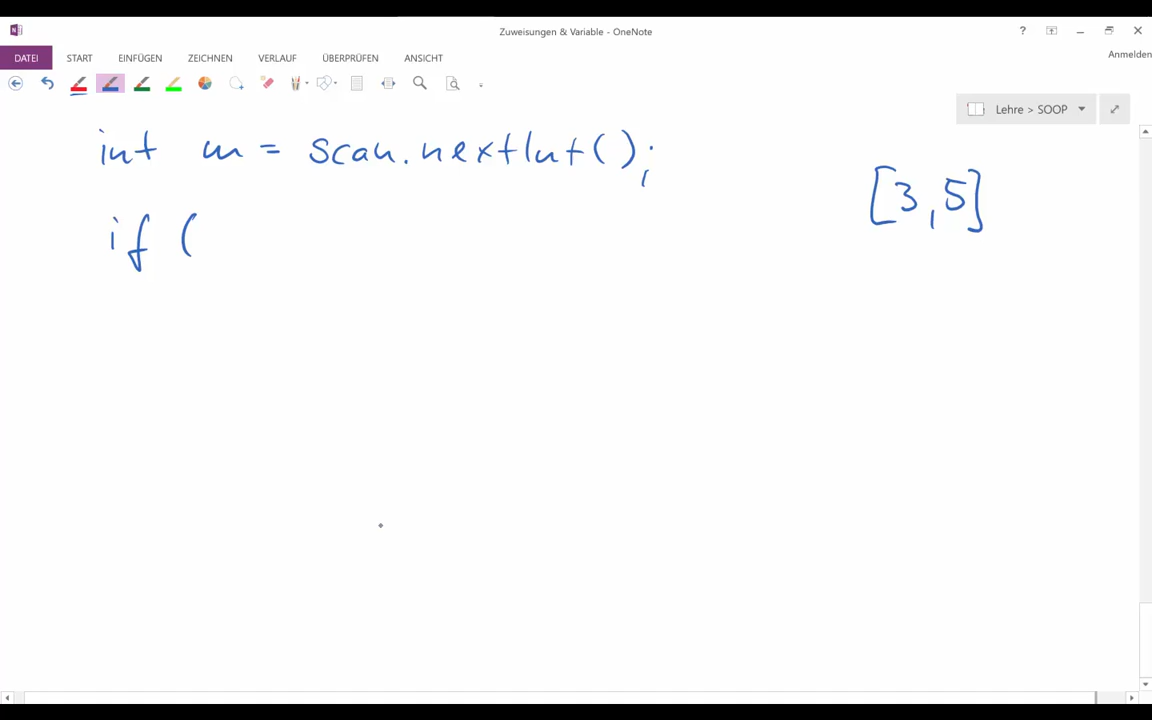 Zuweisungen & Variable - OneNote
?
DATEI START EINFÜGEN ZEICHNEN VERLAUF ÜBERPRÜFEN ANSICHT
Anmelden
Lehre > SOOP
int m = scan.nextInt();
[3,5]
if (